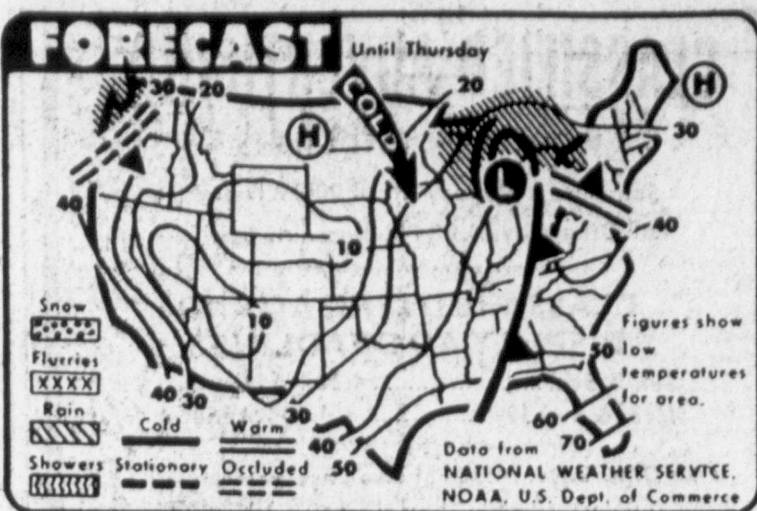 FORECAST
Until Thursday
30 20
20
COLD
H
H
30
L
40
40
10
10
Snow
Flurries
XXXX
Rain
Showers
40 30
30
40
50
Cold Warm
Stationary Occluded
50
60
70
Figures show
low
temperatures
for area.
Data from
NATIONAL WEATHER SERVICE,
NOAA, U.S. Dept. of Commerce